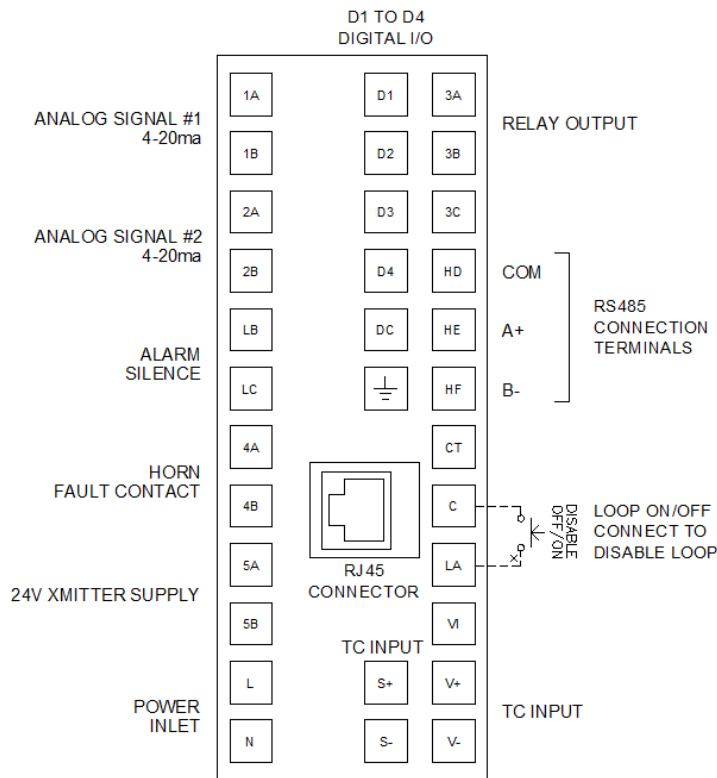 D1 TO D4
DIGITAL I/O
1A
D1
3A
ANALOG SIGNAL #1
4-20ma
RELAY OUTPUT
1B
D2
3B
2A
D3
3C
ANALOG SIGNAL #2
4-20ma
2B
D4
HD
COM
LB
DC
HE
A+
RS485
CONNECTION
TERMINALS
ALARM
SILENCE
LC
HF
B-
4A
CT
HORN
FAULT CONTACT
4B
C
DISABLE
OFF/ON
LOOP ON/OFF
CONNECT TO
DISABLE LOOP
5A
RJ45
CONNECTOR
LA
24V XMITTER SUPPLY
5B
VI
TC INPUT
L
S+
V+
POWER
INLET
TC INPUT
N
S-
V-